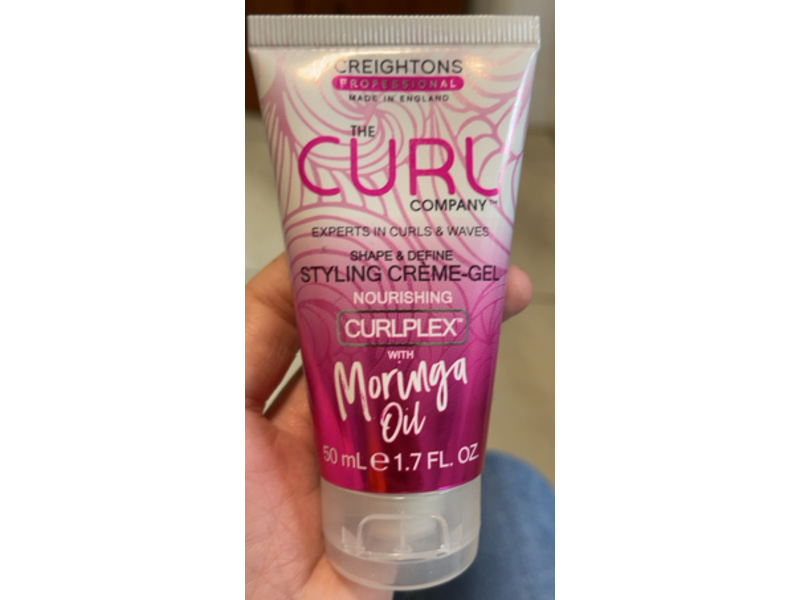 CREIGHTONS
PROFESSIONAL
MADE IN ENGLAND
THE
CURL
COMPANY™
EXPERTS IN CURLS & WAVES
SHAPE & DEFINE
STYLING CRÈME-GEL
NOURISHING
CURLPLEX™
WITH
Moringa
Oil
50 mL e 1.7 FL. OZ.